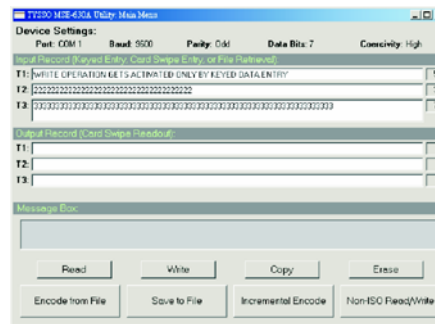 TYSSO MSE-630A Utility: Main Menu
Device Settings:
Port: COM 1 Baud: 9600 Parity: Odd Data Bits: 7 Coercivity: High
Input Record (Keyed Entry, Card Swipe Entry, or File Retrieval):
T1: WRITE OPERATION GETS ACTIVATED ONLY BY KEYED DATA ENTRY
T2:
T3:
Output Record (Card Swipe Readout):
T1:
T2:
T3:
Message Box:
Read Write Copy Erase
Encode from File Save to File Incremental Encode Non-ISO Read/Write